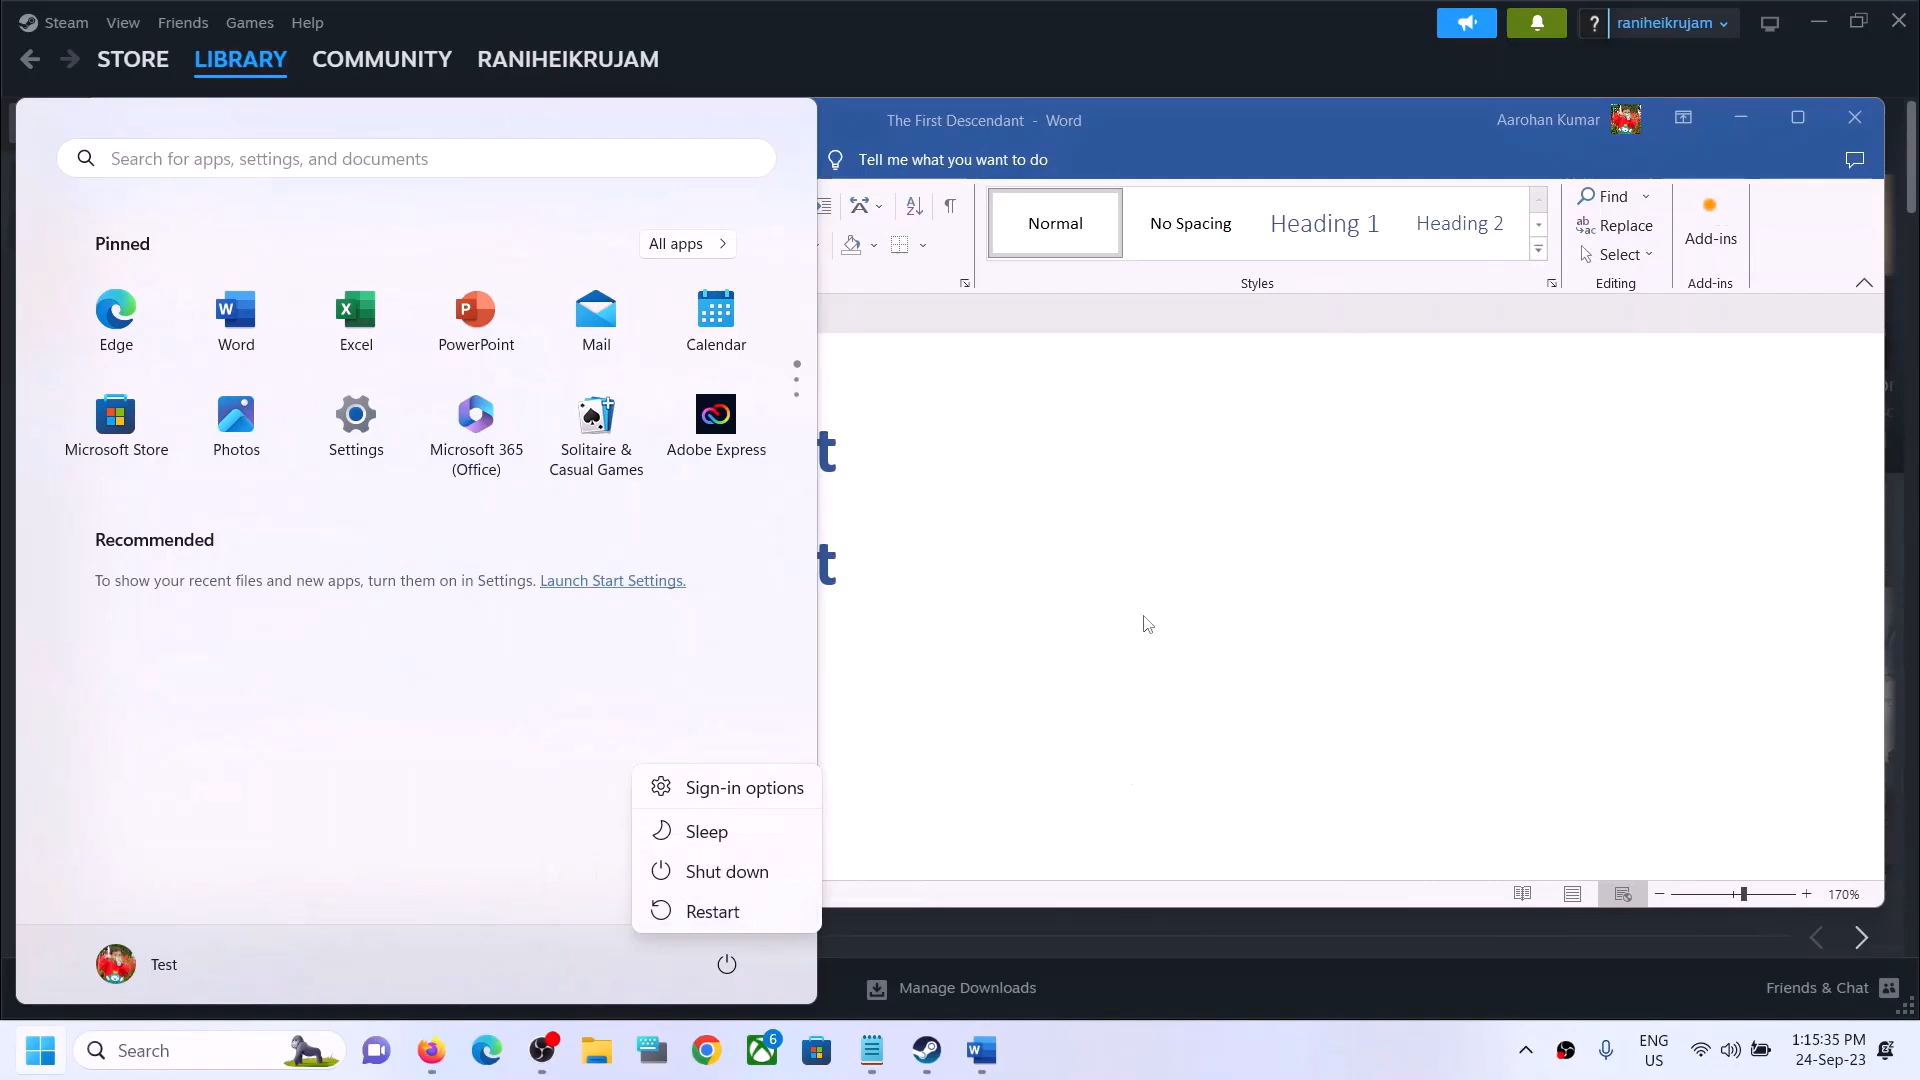 Steam View Friends Games Help
? raniheikrujam
STORE LIBRARY COMMUNITY RANIHEIKRUJAM
The First Descendant - Word
Aarohan Kumar
Tell me what you want to do
Search for apps, settings, and documents
Pinned
All apps
Edge Word Excel PowerPoint Mail Calendar
Microsoft Store Photos Settings Microsoft 365 (Office) Solitaire & Casual Games Adobe Express
Recommended
To show your recent files and new apps, turn them on in Settings. Launch Start Settings.
Sign-in options
Sleep
Shut down
Restart
Test
Normal No Spacing Heading 1 Heading 2
Styles
Find
Replace
Select
Editing
Add-ins
Add-ins
t
t
170%
Manage Downloads
Friends & Chat
Search
6
ENG
US
1:15:35 PM
24-Sep-23